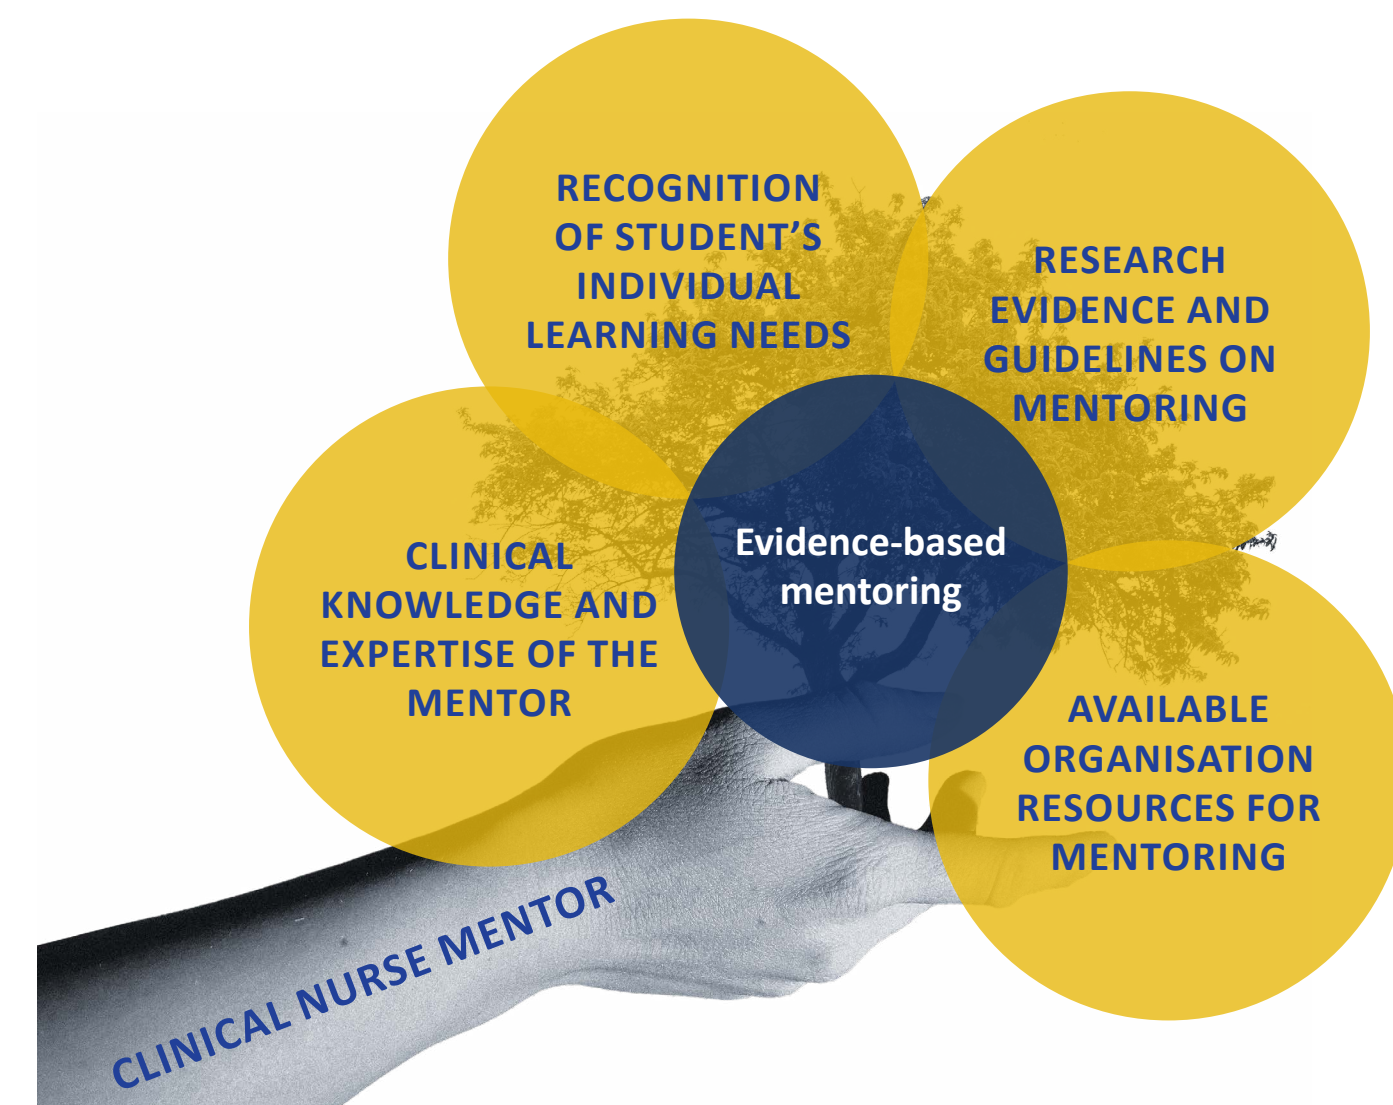 RECOGNITION
OF STUDENT’S
INDIVIDUAL
LEARNING NEEDS
RESEARCH
EVIDENCE AND
GUIDELINES ON
MENTORING
Evidence-based
mentoring
CLINICAL
KNOWLEDGE AND
EXPERTISE OF THE
MENTOR
AVAILABLE
ORGANISATION
RESOURCES FOR
MENTORING
CLINICAL NURSE MENTOR